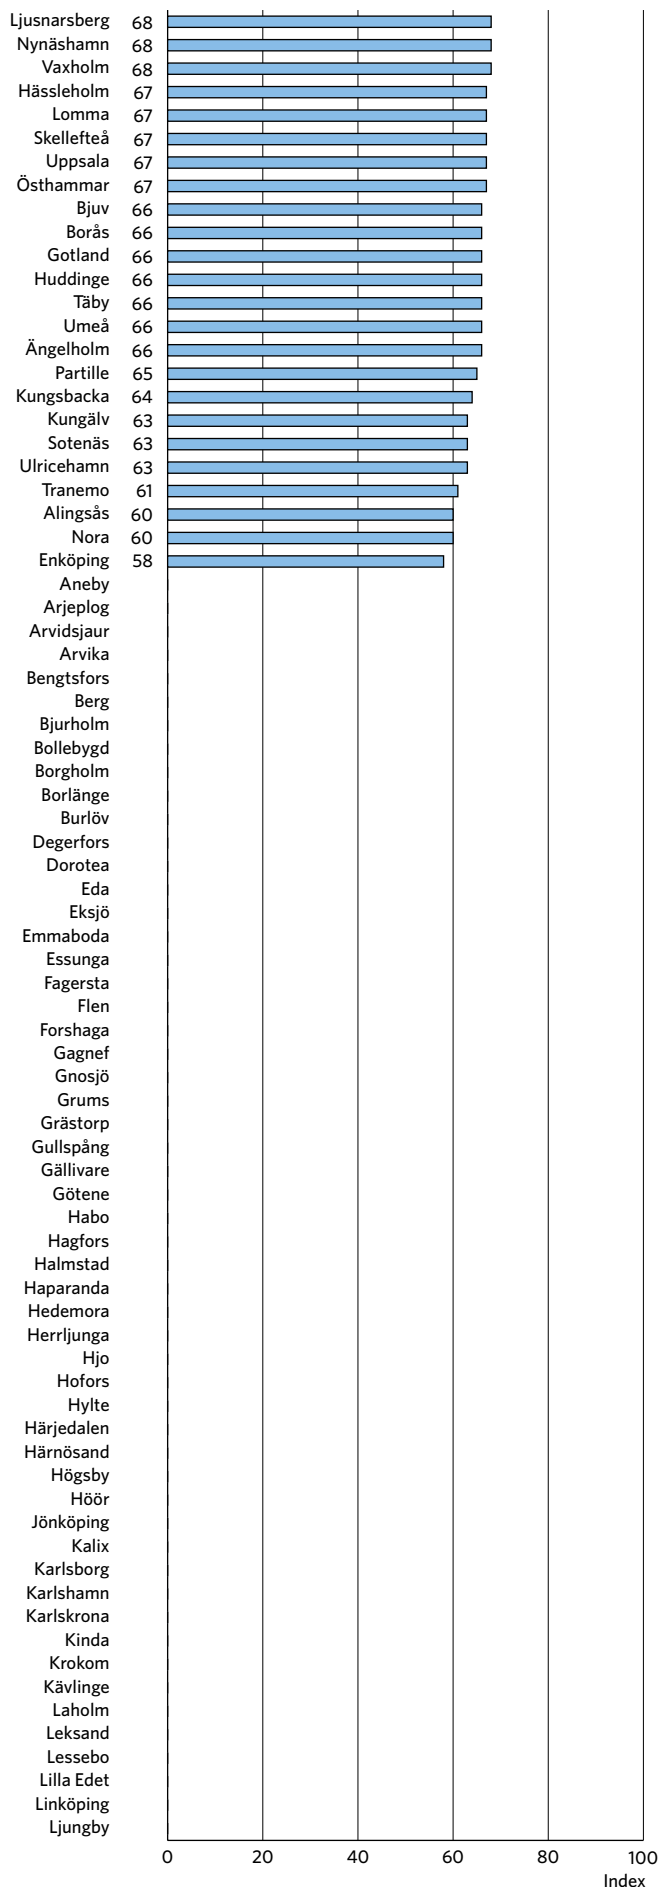 Ljusnarsberg 68
Nynäshamn 68
Vaxholm 68
Hässleholm 67
Lomma 67
Skellefteå 67
Uppsala 67
Östhammar 67
Bjuv 66
Borås 66
Gotland 66
Huddinge 66
Täby 66
Umeå 66
Ängelholm 66
Partille 65
Kungsbacka 64
Kungälv 63
Sotenäs 63
Ulricehamn 63
Tranemo 61
Alingsås 60
Nora 60
Enköping 58
Aneby
Arjeplog
Arvidsjaur
Arvika
Bengtsfors
Berg
Bjurholm
Bollebygd
Borgholm
Borlänge
Burlöv
Degerfors
Dorotea
Eda
Eksjö
Emmaboda
Essunga
Fagersta
Flen
Forshaga
Gagnef
Gnosjö
Grums
Grästorp
Gullspång
Gällivare
Götene
Habo
Hagfors
Halmstad
Haparanda
Hedemora
Herrljunga
Hjo
Hofors
Hylte
Härjedalen
Härnösand
Högsby
Höör
Jönköping
Kalix
Karlsborg
Karlshamn
Karlskrona
Kinda
Krokom
Kävlinge
Laholm
Leksand
Lessebo
Lilla Edet
Linköping
Ljungby
0 20 40 60 80 100
Index